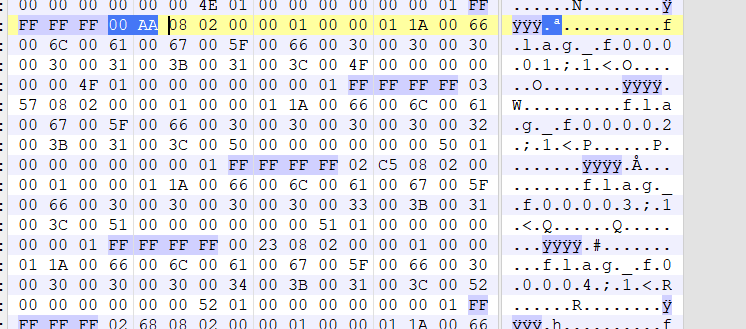 00 00 00 00 00 00 4E 01 00 00 00 00 00 00 01 FF ......N........ÿ
FF FF FF 00 AA 08 02 00 00 01 00 00 01 1A 00 66 ÿÿÿ.ª..........f
00 6C 00 61 00 67 00 5F 00 66 00 30 00 30 00 30 .l.a.g._.f.0.0.0
00 30 00 31 00 3B 00 31 00 3C 00 4F 00 00 00 00 .0.1.;.1.<.O....
00 00 4F 01 00 00 00 00 00 00 01 FF FF FF FF 03 ..O........ÿÿÿÿ.
57 08 02 00 00 01 00 00 01 1A 00 66 00 6C 00 61 W..........f.l.a
00 67 00 5F 00 66 00 30 00 30 00 30 00 30 00 32 .g._.f.0.0.0.0.2
00 3B 00 31 00 3C 00 50 00 00 00 00 00 00 50 01 .;.1.<.P......P.
00 00 00 00 00 00 01 FF FF FF FF 02 C5 08 02 00 .......ÿÿÿÿ.Å...
00 01 00 00 01 1A 00 66 00 6C 00 61 00 67 00 5F .......f.l.a.g._
00 66 00 30 00 30 00 30 00 30 00 33 00 3B 00 31 .f.0.0.0.0.3.;.1
00 3C 00 51 00 00 00 00 00 00 51 01 00 00 00 00 .<.Q......Q.....
00 00 01 FF FF FF FF 00 23 08 02 00 00 01 00 00 ...ÿÿÿÿ.#.......
01 1A 00 66 00 6C 00 61 00 67 00 5F 00 66 00 30 ...f.l.a.g._.f.0
00 30 00 30 00 30 00 34 00 3B 00 31 00 3C 00 52 .0.0.0.4.;.1.<.R
00 00 00 00 00 00 52 01 00 00 00 00 00 00 01 FF ......R........ÿ
FF FF FF 02 68 08 02 00 00 01 00 00 01 1A 00 66 ÿÿÿ.h..........f